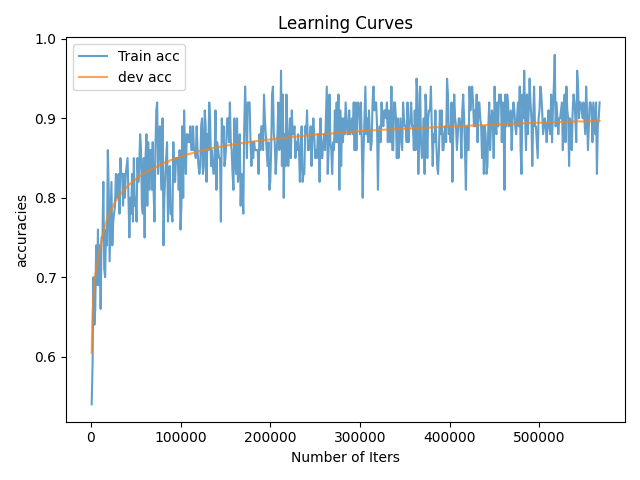 Learning Curves
Train acc
dev acc
1.0
0.9
0.8
0.7
0.6
accuracies
0 100000 200000 300000 400000 500000
Number of Iters